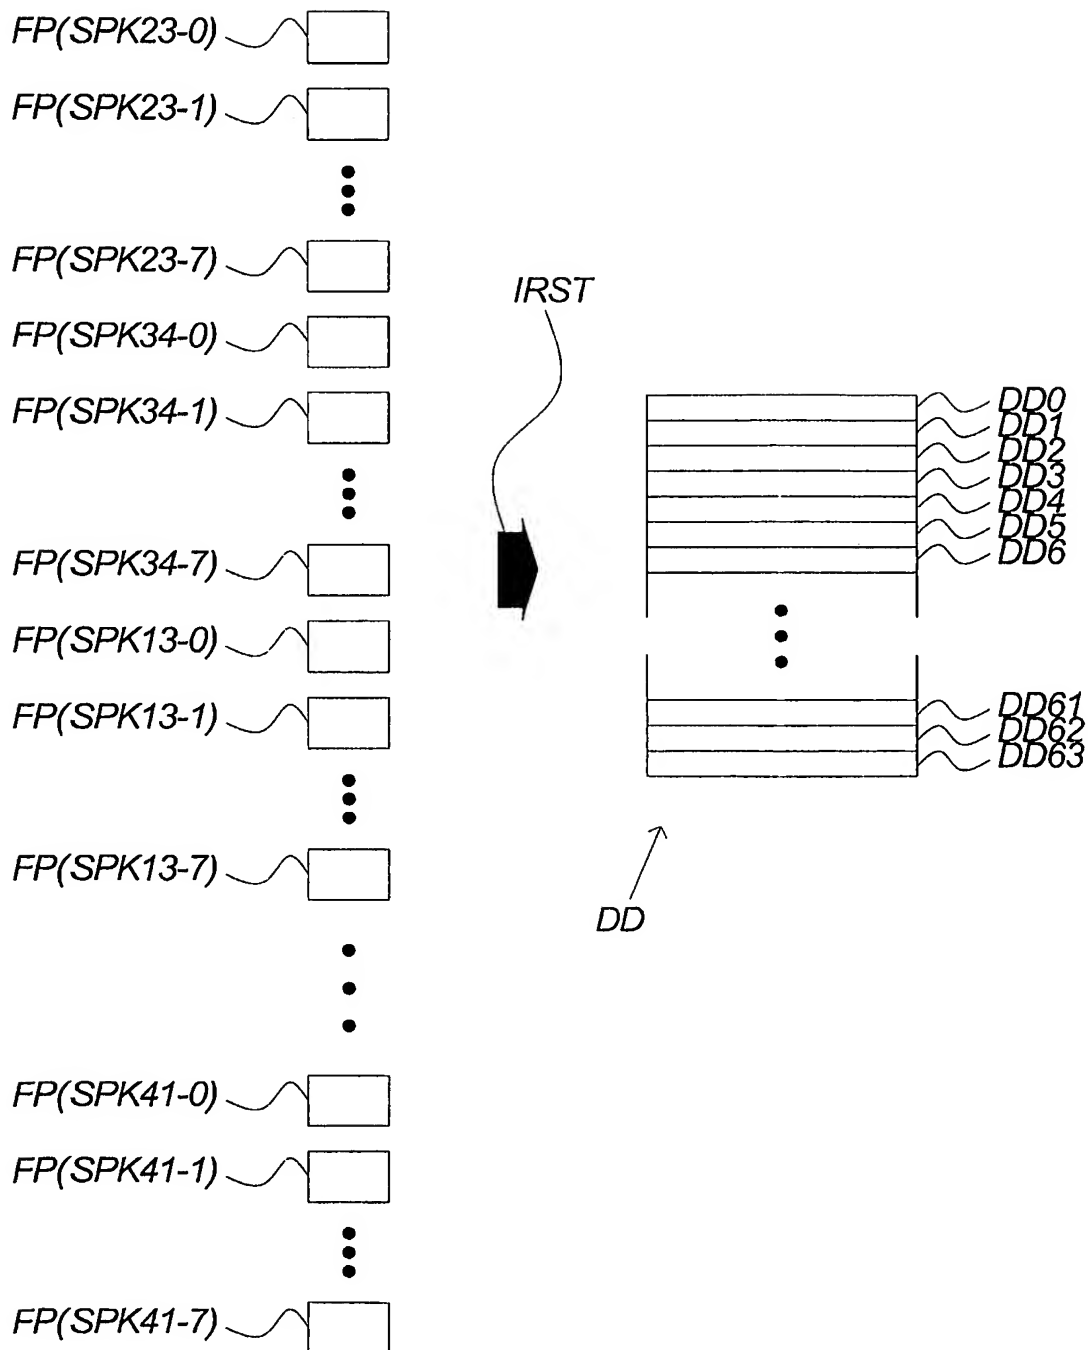 FP(SPK23-0)
FP(SPK23-1)
FP(SPK23-7)
FP(SPK34-0)
FP(SPK34-1)
FP(SPK34-7)
FP(SPK13-0)
FP(SPK13-1)
FP(SPK13-7)
FP(SPK41-0)
FP(SPK41-1)
FP(SPK41-7)
IRST
DD0
DD1
DD2
DD3
DD4
DD5
DD6
DD61
DD62
DD63
DD